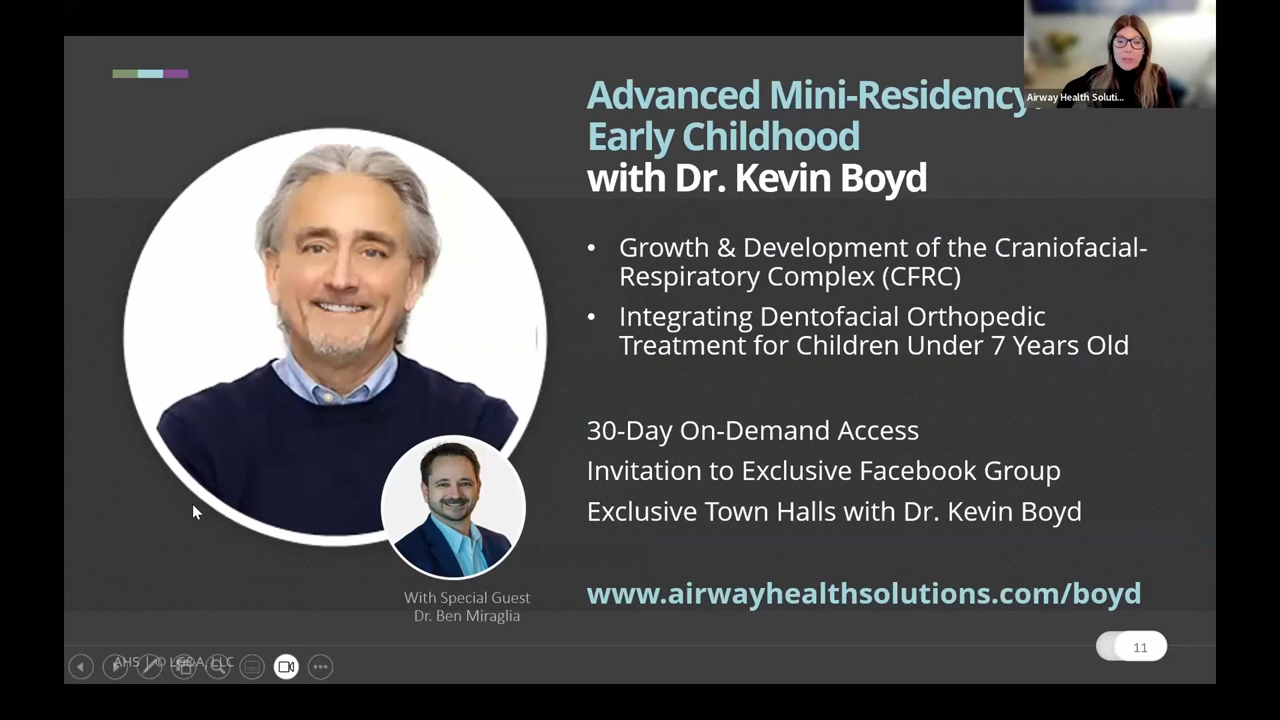 Advanced Mini-Residency:
Early Childhood
with Dr. Kevin Boyd
Airway Health Soluti...
• Growth & Development of the Craniofacial-
Respiratory Complex (CFRC)
• Integrating Dentofacial Orthopedic
Treatment for Children Under 7 Years Old
30-Day On-Demand Access
Invitation to Exclusive Facebook Group
Exclusive Town Halls with Dr. Kevin Boyd
www.airwayhealthsolutions.com/boyd
With Special Guest
Dr. Ben Miraglia
AHS | © LGBA, LLC
11